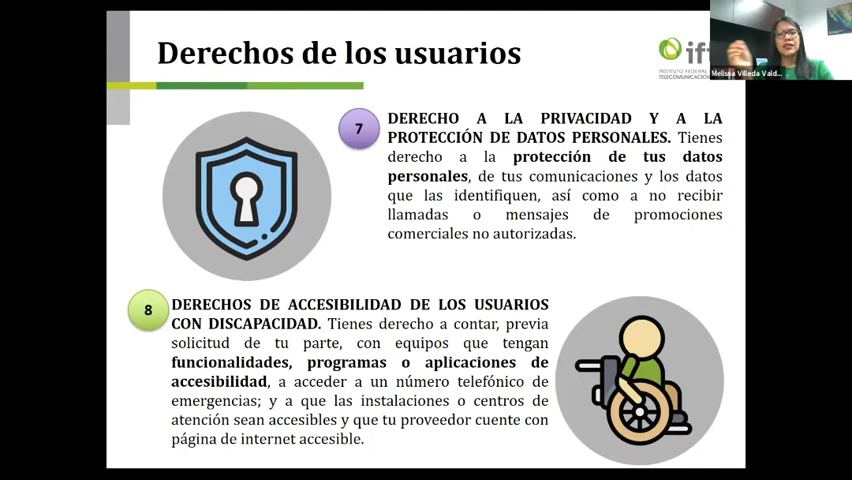 Derechos de los usuarios
ift
INSTITUTO FEDERAL
TELECOMUNICACION
Melissa Villeda Vald...
7
DERECHO A LA PRIVACIDAD Y A LA
PROTECCIÓN DE DATOS PERSONALES. Tienes
derecho a la protección de tus datos
personales, de tus comunicaciones y los datos
que las identifiquen, así como a no recibir
llamadas o mensajes de promociones
comerciales no autorizadas.
8
DERECHOS DE ACCESIBILIDAD DE LOS USUARIOS
CON DISCAPACIDAD. Tienes derecho a contar, previa
solicitud de tu parte, con equipos que tengan
funcionalidades, programas o aplicaciones de
accesibilidad, a acceder a un número telefónico de
emergencias; y a que las instalaciones o centros de
atención sean accesibles y que tu proveedor cuente con
página de internet accesible.